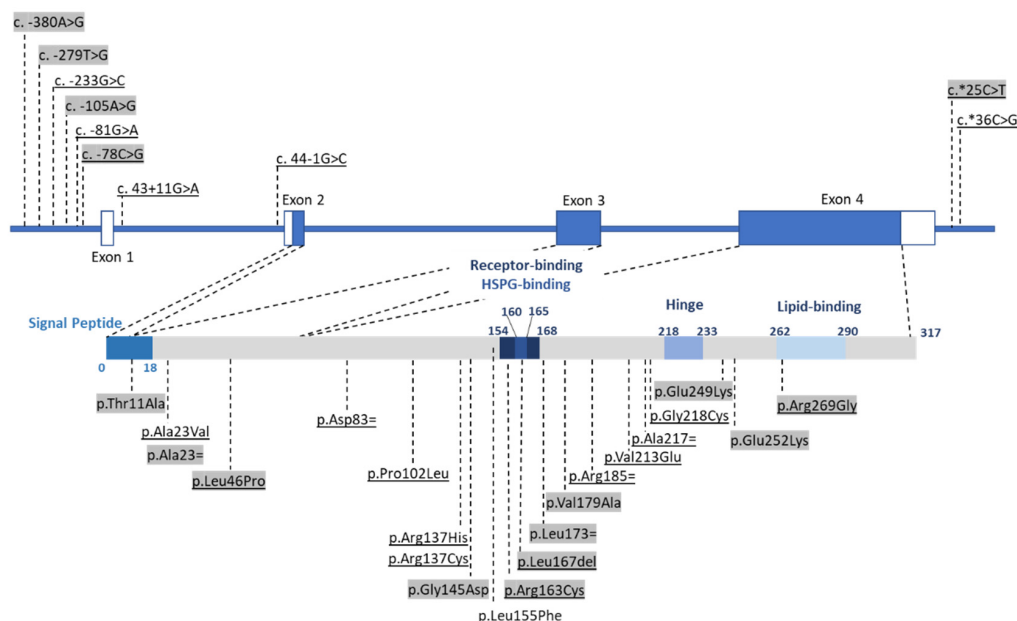 c. -380A>G
c. -279T>G
c. -233G>C
c. -105A>G
c. -81G>A
c. -78C>G
c. 43+11G>A
c. 44-1G>C
c.*25C>T
c.*36C>G
Exon 1
Exon 2
Exon 3
Exon 4
Receptor-binding
HSPG-binding
Signal Peptide
Hinge
Lipid-binding
160 165
154 168
218 233
262 290
317
0 18
p.Thr11Ala
p.Ala23Val
p.Ala23=
p.Leu46Pro
p.Asp83=
p.Pro102Leu
p.Arg137His
p.Arg137Cys
p.Gly145Asp
p.Leu155Phe
p.Arg163Cys
p.Leu167del
p.Leu173=
p.Val179Ala
p.Arg185=
p.Val213Glu
p.Ala217=
p.Gly218Cys
p.Glu249Lys
p.Glu252Lys
p.Arg269Gly